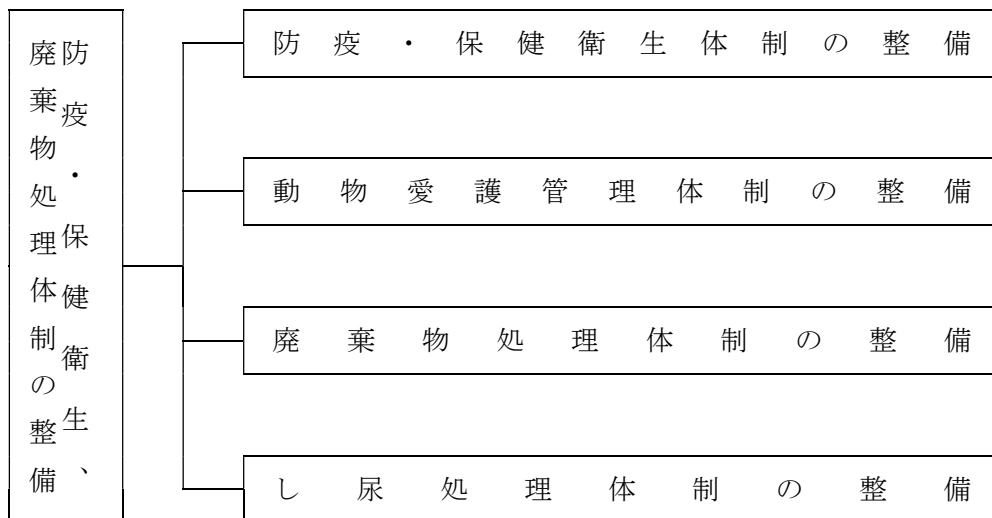 防疫・保健衛生、
廃棄物処理体制の整備
防疫・保健衛生体制の整備
動物愛護管理体制の整備
廃棄物処理体制の整備
し尿処理体制の整備